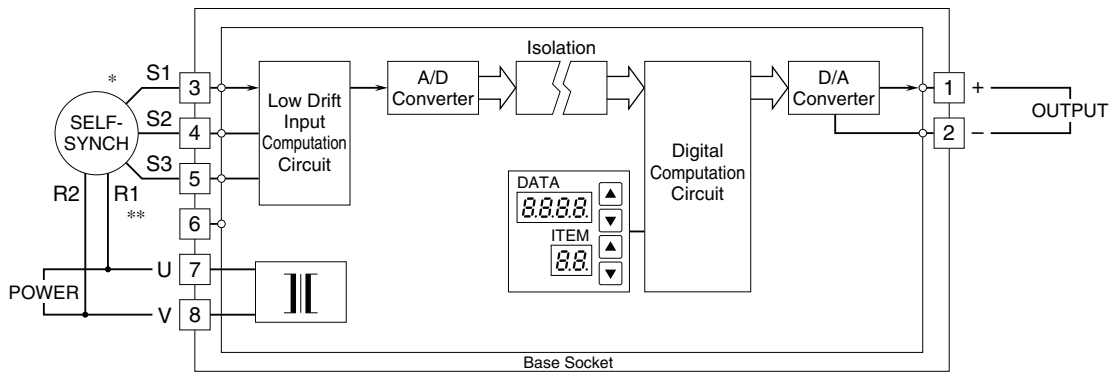 Isolation
A/D
Converter
D/A
Converter
Low Drift
Input
Computation
Circuit
Digital
Computation
Circuit
*
S1
S2
S3
SELF-
SYNCH
R2
R1
**
3
4
5
6
U
7
V
8
POWER
DATA
8.8.8.8.
ITEM
8.8.
1
+
2
–
OUTPUT
Base Socket